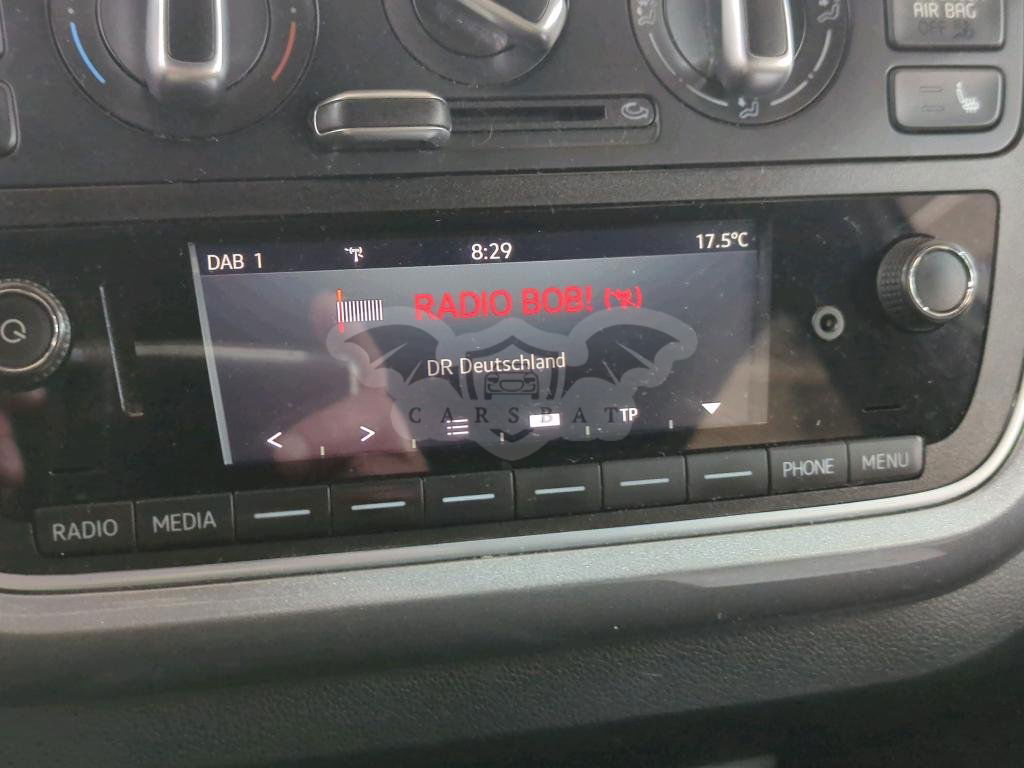 AIR BAG
OFF
DAB 1 8:29 17.5°C
RADIO BOB!
DR Deutschland
CARSBAT
TP
RADIO MEDIA PHONE MENU